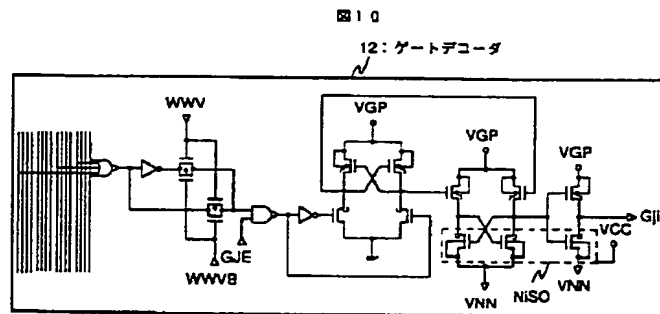 図10
12:ゲートデコーダ
WWV
VGP
VGP
VGP
Gji
VCC
GJE
WWVB
VNN
NiSO
VNN